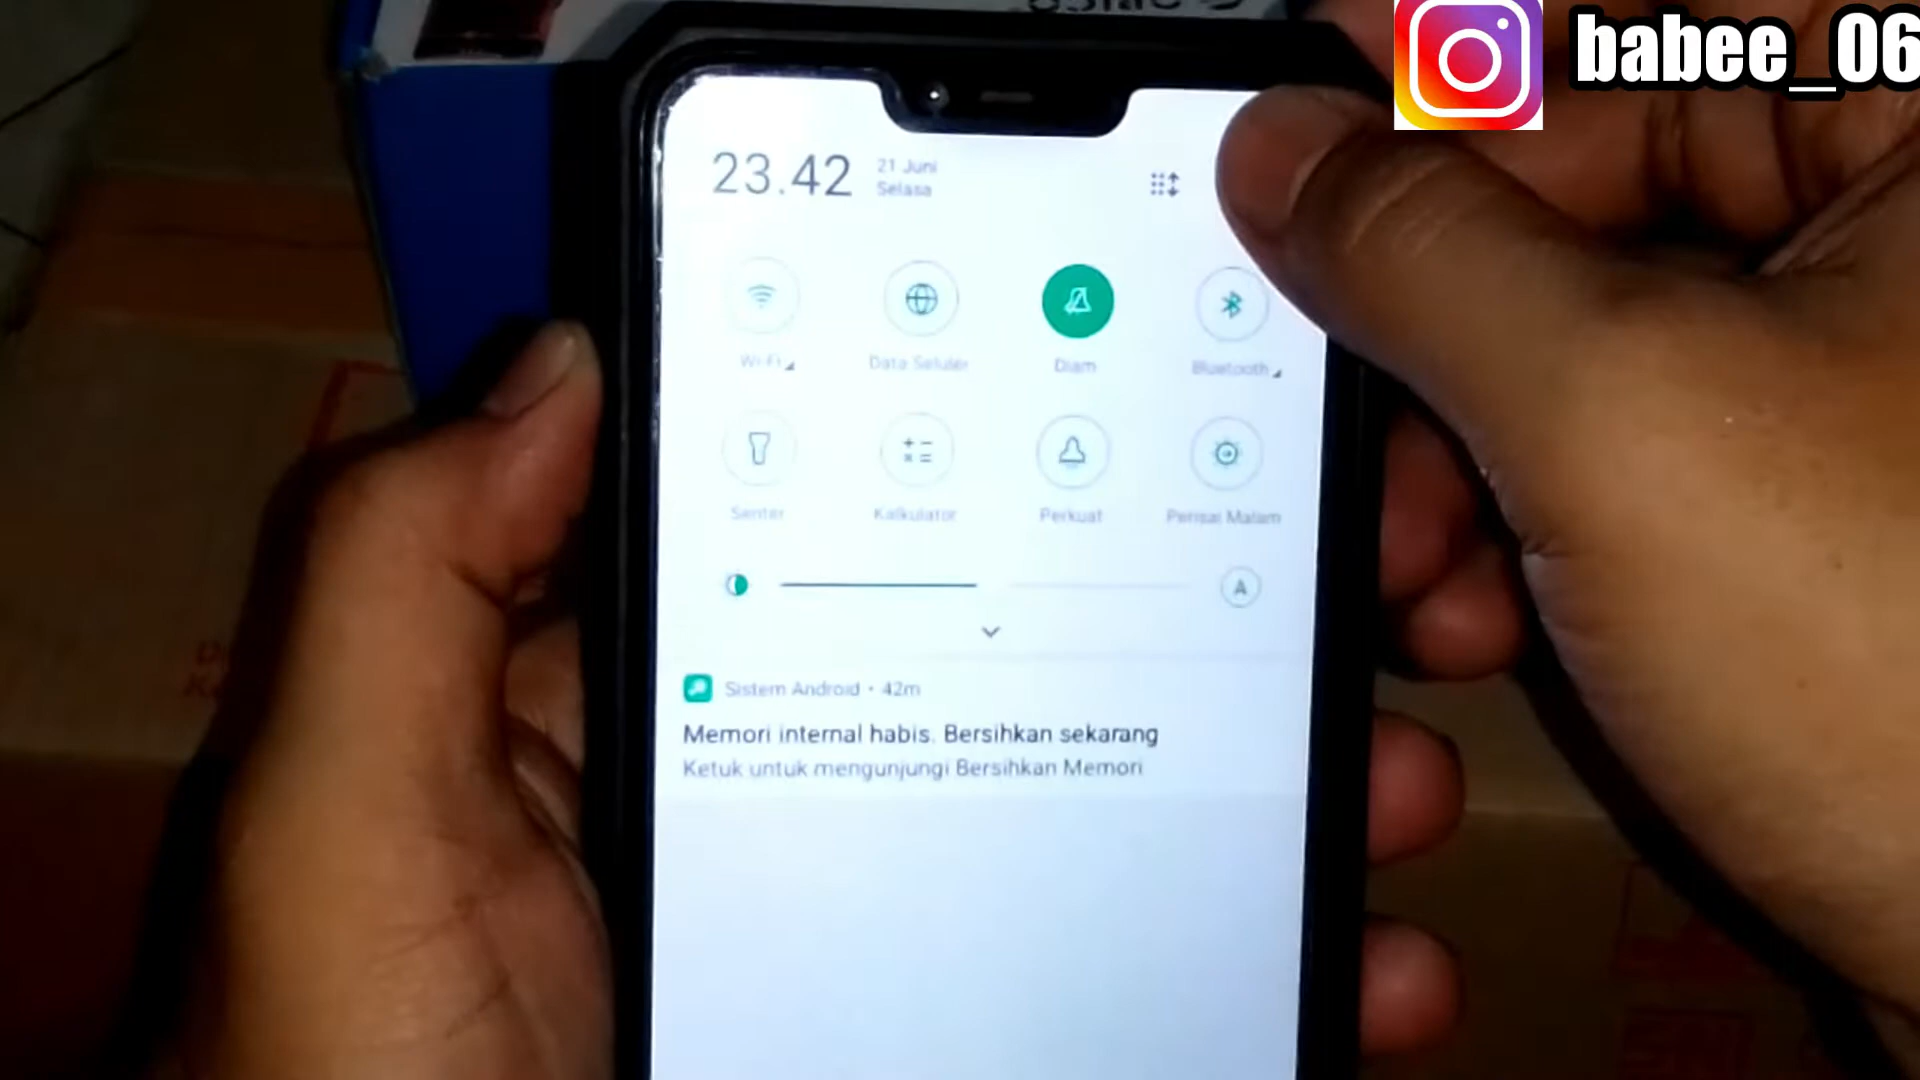 babee_06
23.42
21 Juni
Selasa
Wi-Fi
Data Seluler
Diam
Bluetooth
Senter
Kalkulator
Perkuat
Perisai Malam
A
Sistem Android • 42m
Memori internal habis. Bersihkan sekarang
Ketuk untuk mengunjungi Bersihkan Memori